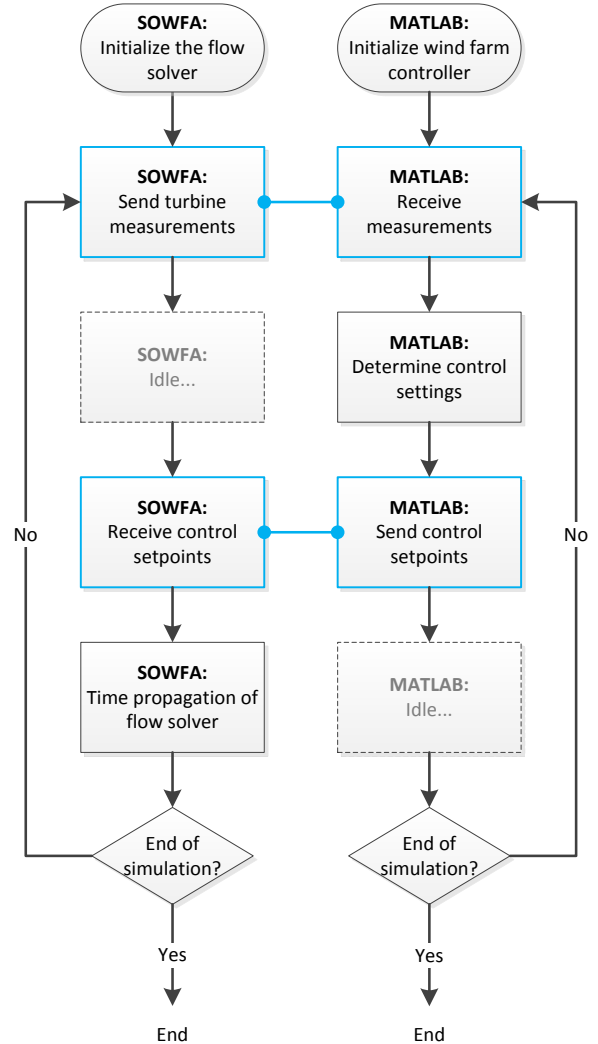 SOWFA:
Initialize the flow
solver
MATLAB:
Initialize wind farm
controller
SOWFA:
Send turbine
measurements
MATLAB:
Receive
measurements
SOWFA:
Idle...
MATLAB:
Determine control
settings
SOWFA:
Receive control
setpoints
MATLAB:
Send control
setpoints
No
No
SOWFA:
Time propagation of
flow solver
MATLAB:
Idle...
End of
simulation?
End of
simulation?
Yes
Yes
End
End